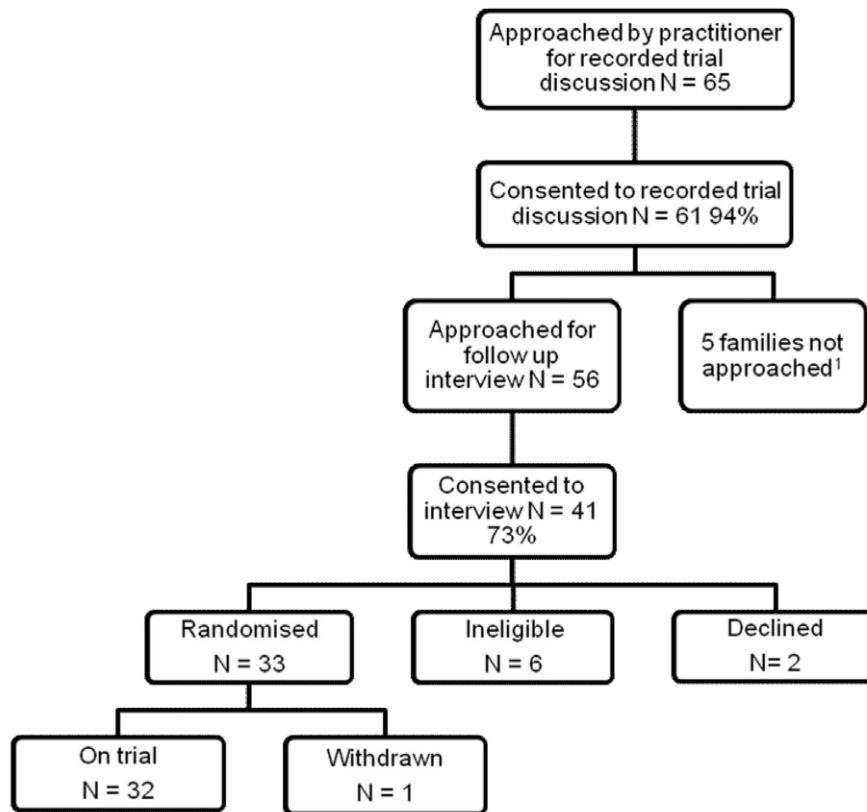 Approached by practitioner
for recorded trial
discussion N = 65
Consented to recorded trial
discussion N = 61 94%
Approached for
follow up
interview N = 56
5 families not
approached¹
Consented to
interview N = 41
73%
Randomised
N = 33
Ineligible
N = 6
Declined
N= 2
On trial
N = 32
Withdrawn
N = 1